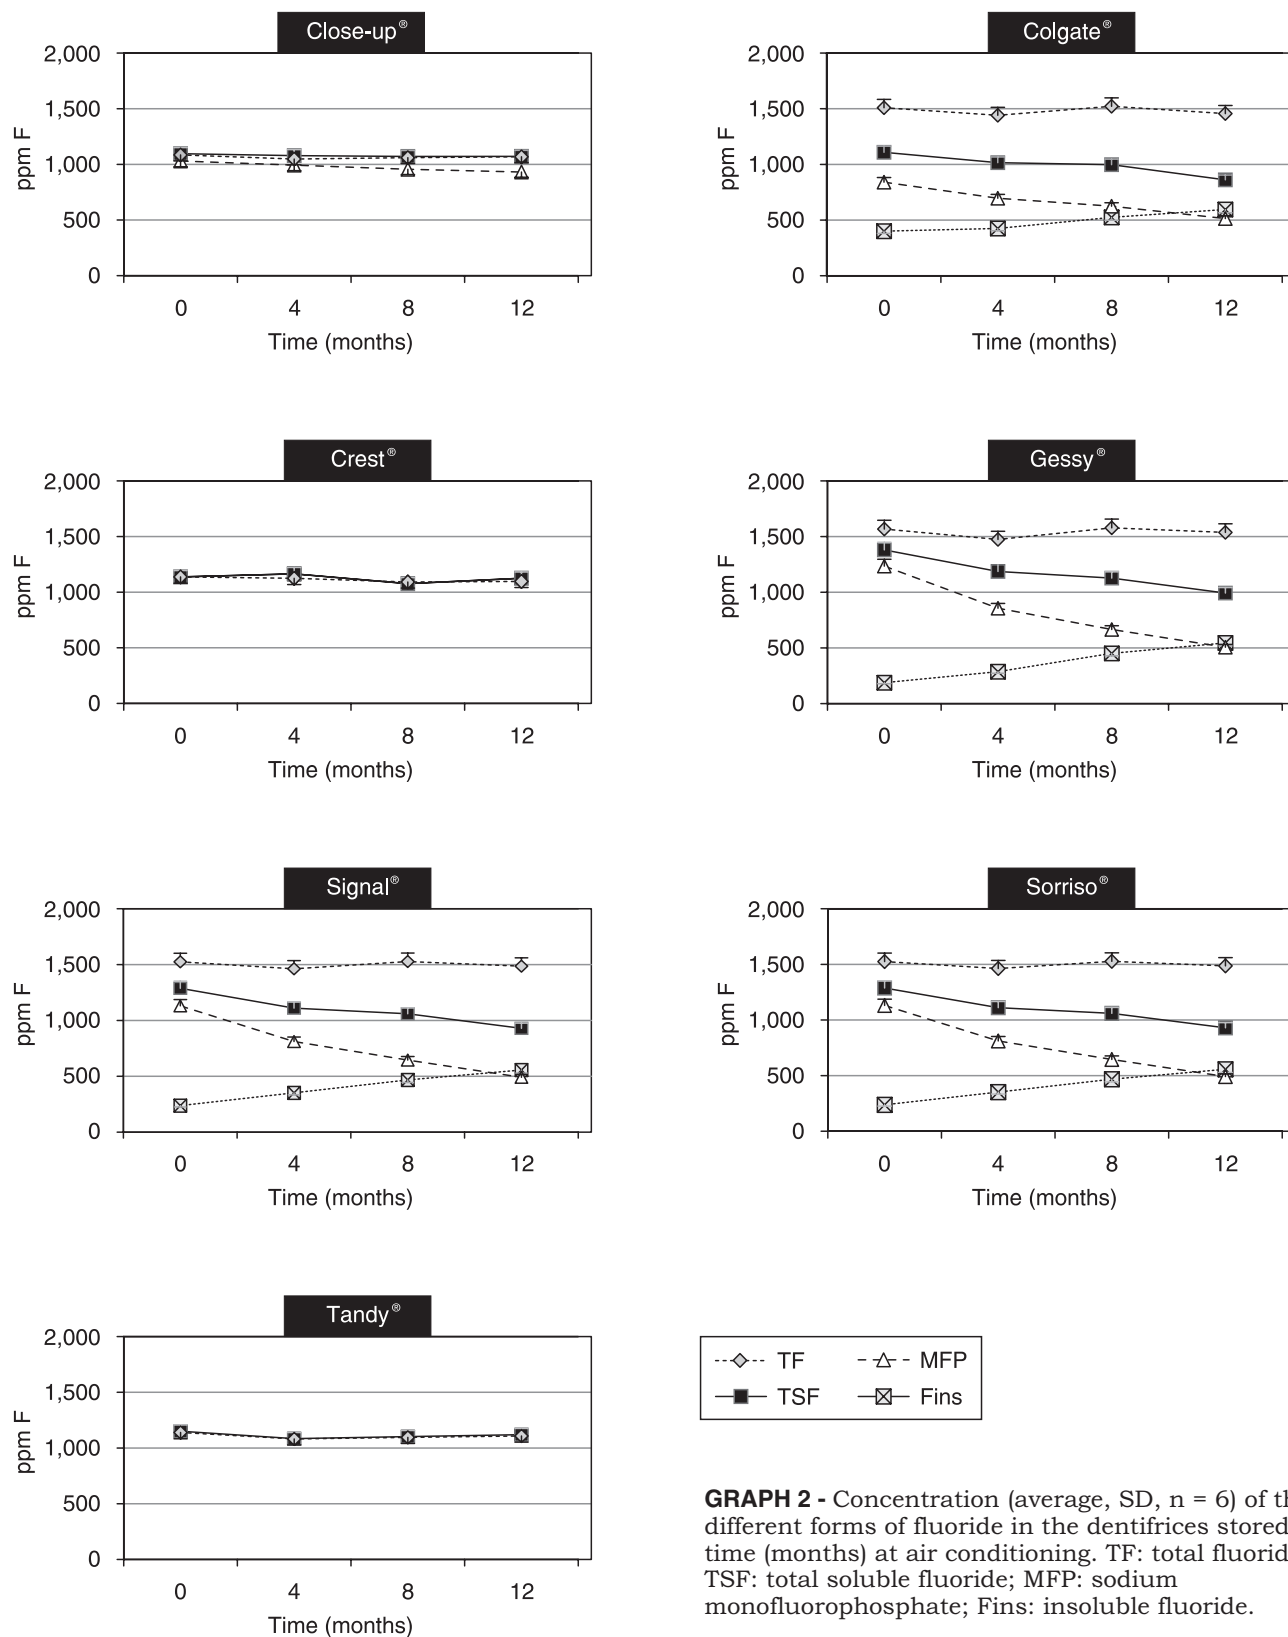 Close-up®
2,000
1,500
1,000
500
0
ppm F
0 4 8 12
Time (months)
Colgate®
2,000
1,500
1,000
500
0
ppm F
0 4 8 12
Time (months)
Crest®
2,000
1,500
1,000
500
0
ppm F
0 4 8 12
Time (months)
Gessy®
2,000
1,500
1,000
500
0
ppm F
0 4 8 12
Time (months)
Signal®
2,000
1,500
1,000
500
0
ppm F
0 4 8 12
Time (months)
Sorriso®
2,000
1,500
1,000
500
0
ppm F
0 4 8 12
Time (months)
Tandy®
2,000
1,500
1,000
500
0
ppm F
0 4 8 12
Time (months)
TF MFP
TSF Fins
GRAPH 2 - Concentration (average, SD, n = 6) of
different forms of fluoride in the dentifrices stored
time (months) at air conditioning. TF: total
TSF: total soluble fluoride; MFP: sodium
monofluorophosphate; Fins: insoluble fluoride.